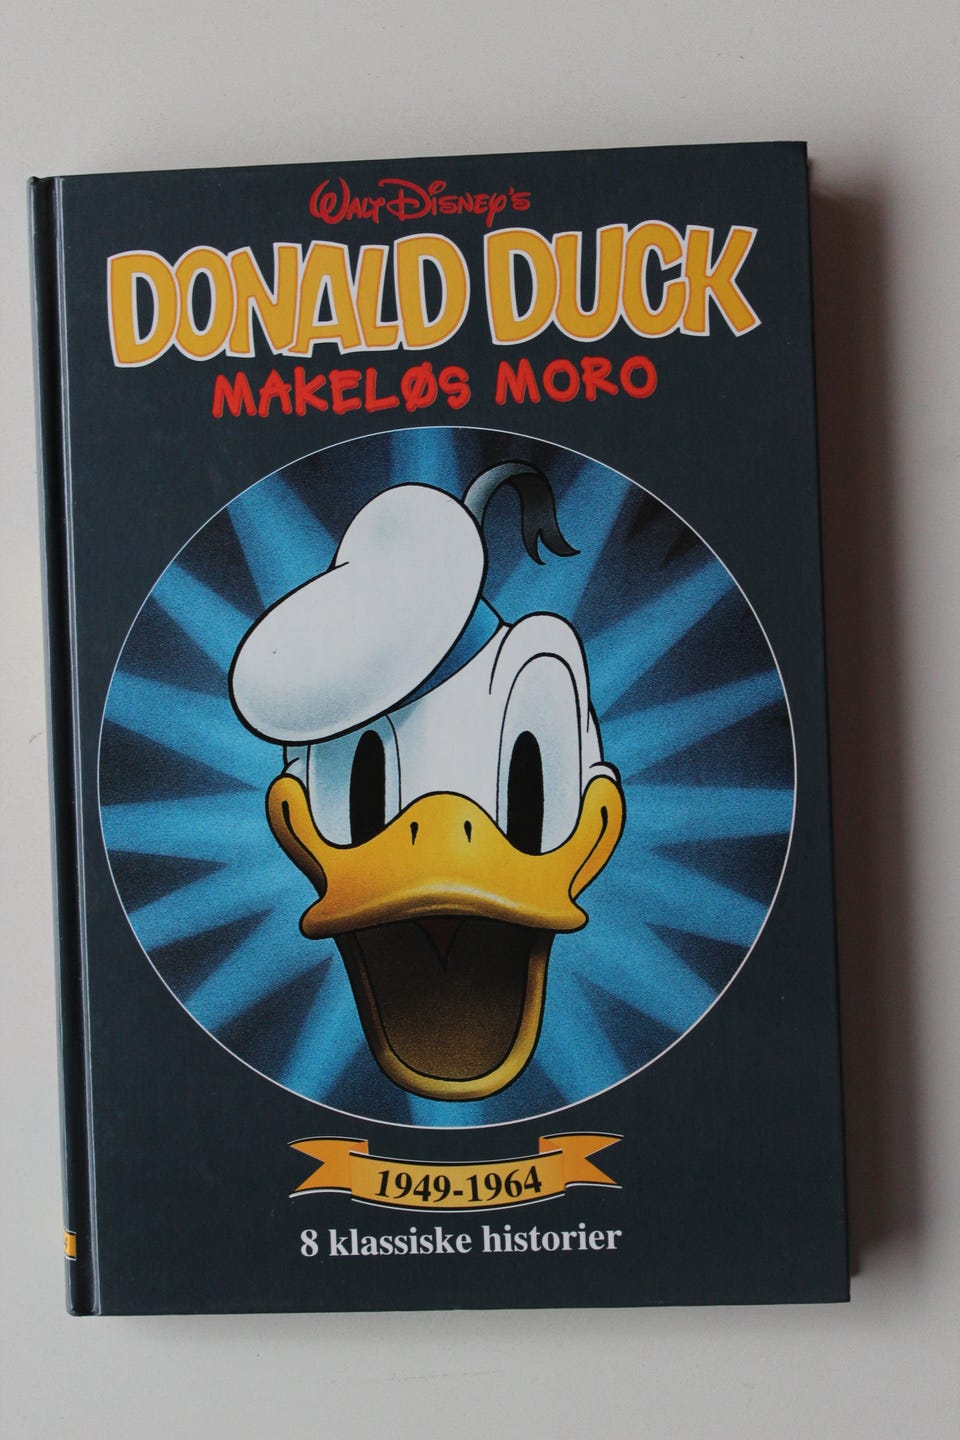 WALT DISNEY'S
DONALD DUCK
MAKELØS MORO
1949-1964
8 klassiske historier